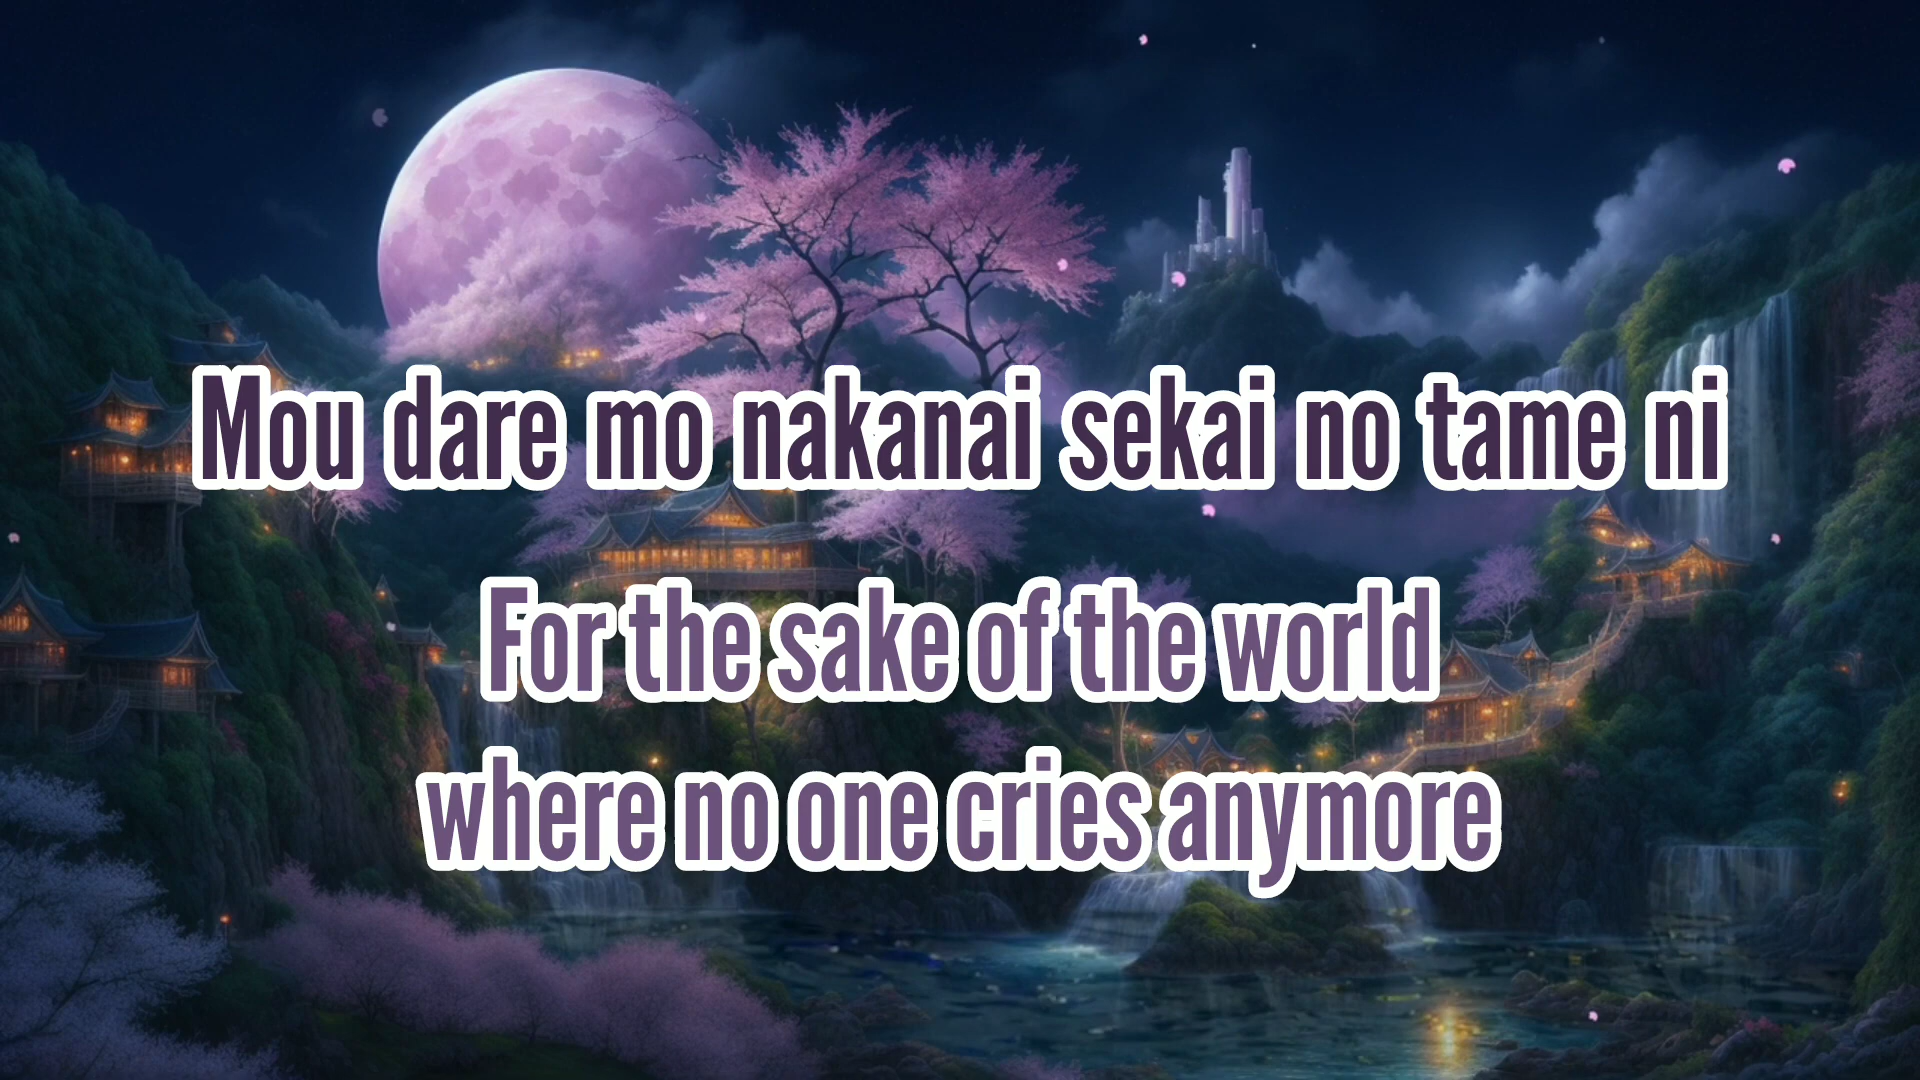 Mou dare mo nakanai sekai no tame ni
For the sake of the world
where no one cries anymore